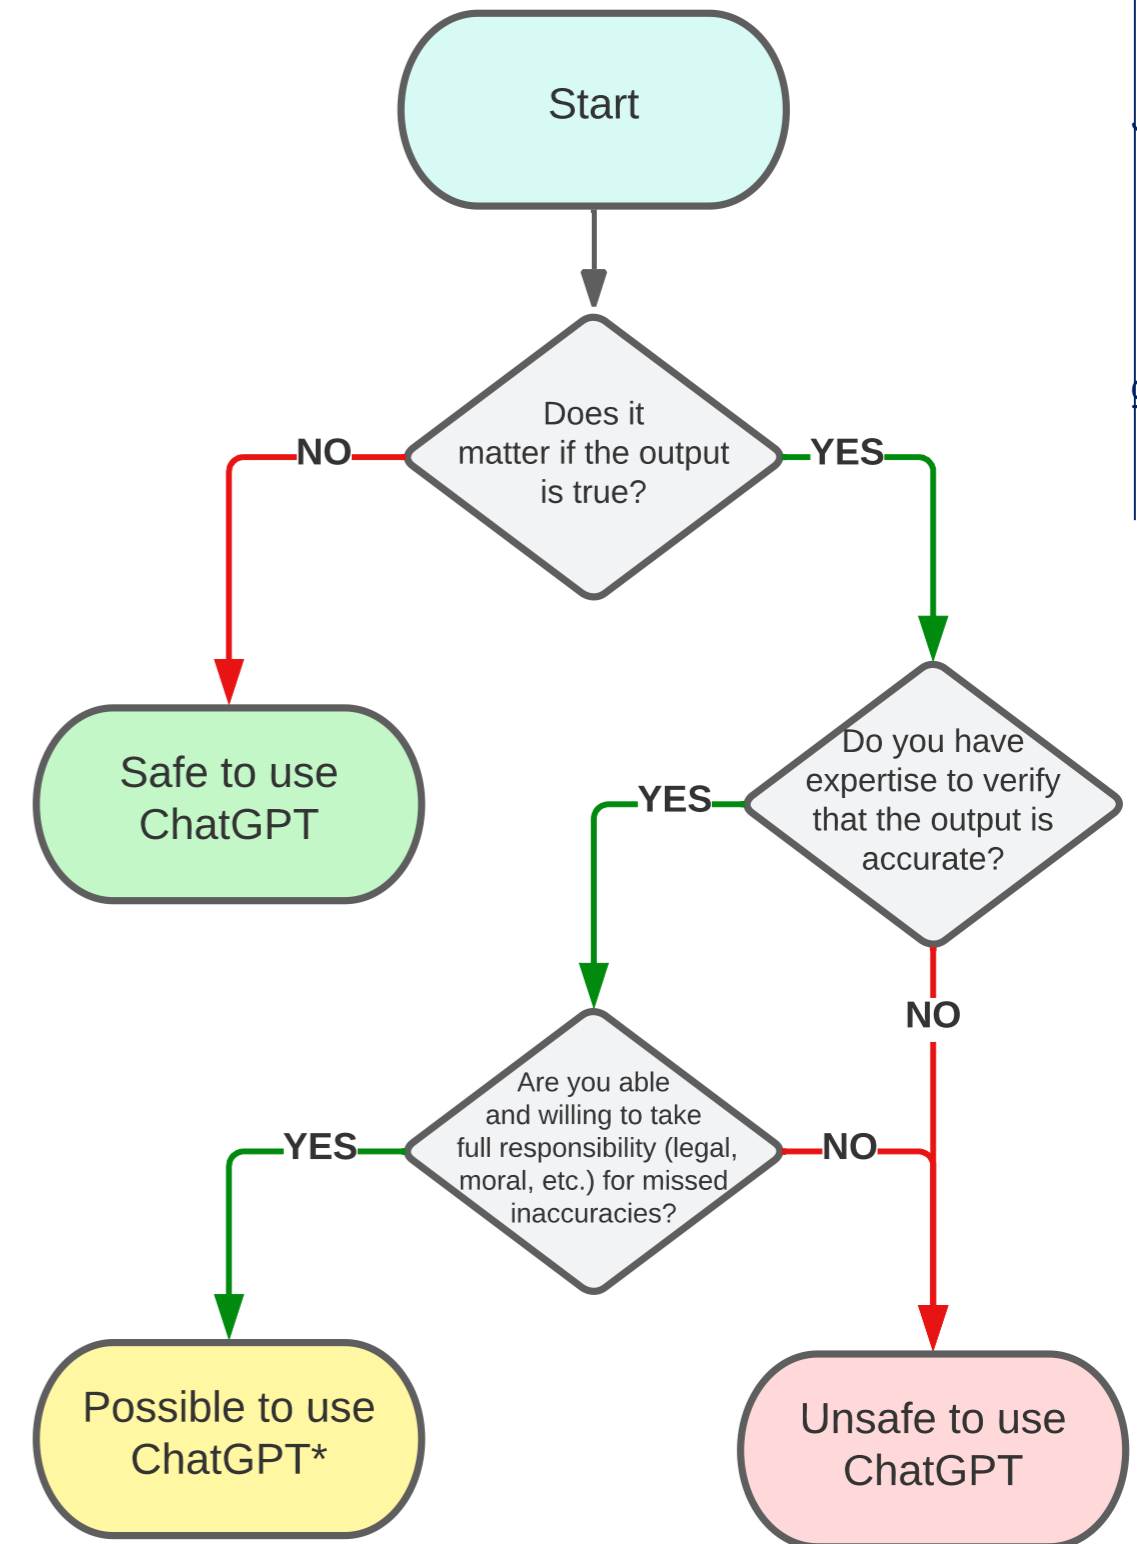 Start
Does it
matter if the output
is true?
NO
YES
Safe to use
ChatGPT
Do you have
expertise to verify
that the output is
accurate?
YES
NO
Are you able
and willing to take
full responsibility (legal,
moral, etc.) for missed
inaccuracies?
YES
NO
Possible to use
ChatGPT*
Unsafe to use
ChatGPT